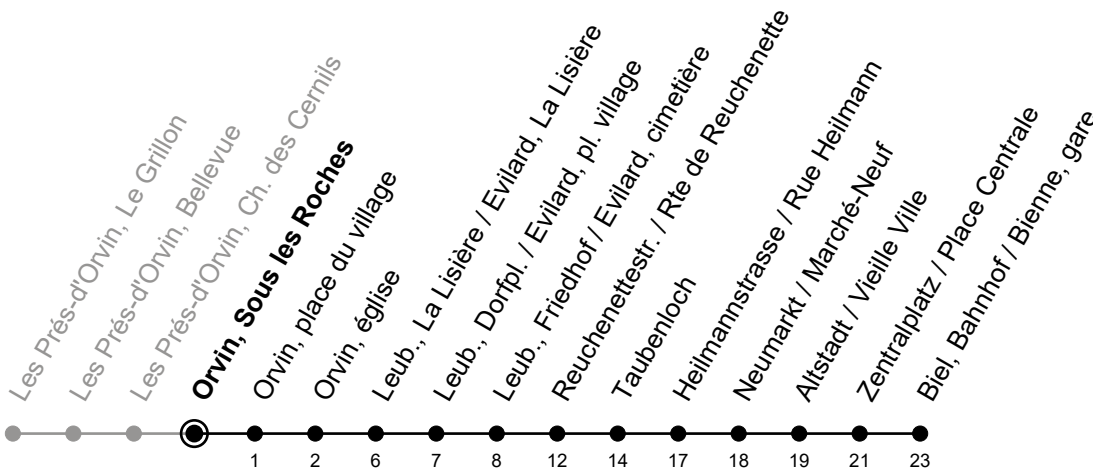 Les Prés-d'Orvin, Le Grillon
Les Prés-d'Orvin, Bellevue
Les Prés-d'Orvin, Ch. des Cernils
Orvin, Sous les Roches
Orvin, place du village
Orvin, église
Leub., La Lisière / Evilard, La Lisière
Leub., Dorfpl. / Evilard, pl. village
Leub., Friedhof / Evilard, cimetière
Reuchenettestr. / Rte de Reuchenette
Taubenloch
Heilmannstrasse / Rue Heilmann
Neumarkt / Marché-Neuf
Altstadt / Vieille Ville
Zentralplatz / Place Centrale
Biel, Bahnhof / Bienne, gare
1 2 6 7 8 12 14 17 18 19 21 23